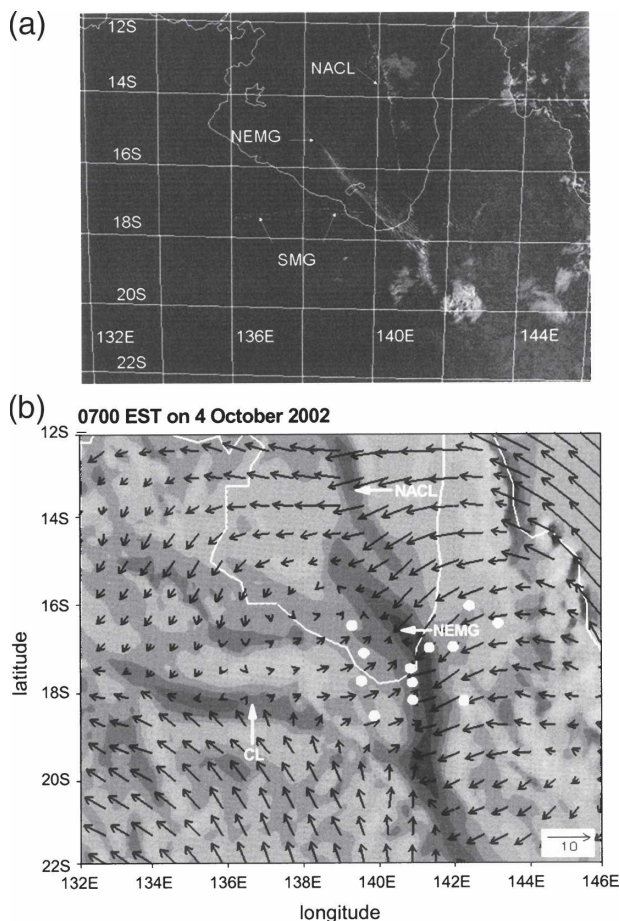 (a)
12S
NACL
14S
NEMG
16S
18S
SMG
20S
132E 136E 140E 144E
22S
(b)
0700 EST on 4 October 2002
12S
NACL
14S
16S
NEMG
latitude
18S
CL
20S
10
22S
132E 134E 136E 138E 140E 142E 144E 146E
longitude